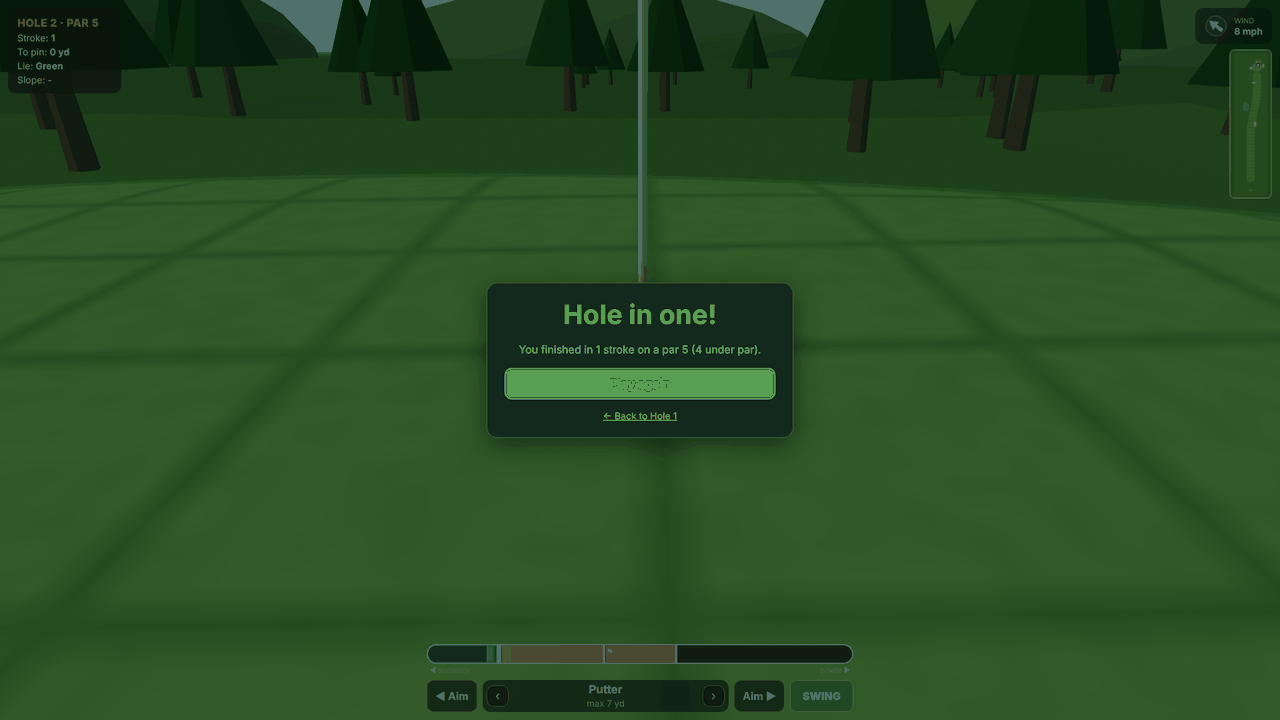 HOLE 2 · PAR 5
Stroke: 1
To pin: 0 yd
Lie: Green
Slope: -
WIND
8 mph
Hole in one!
You finished in 1 stroke on a par 5 (4 under par).
← Back to Hole 1
◀ Aim
‹
Putter
max 7 yd
›
Aim ▶
SWING